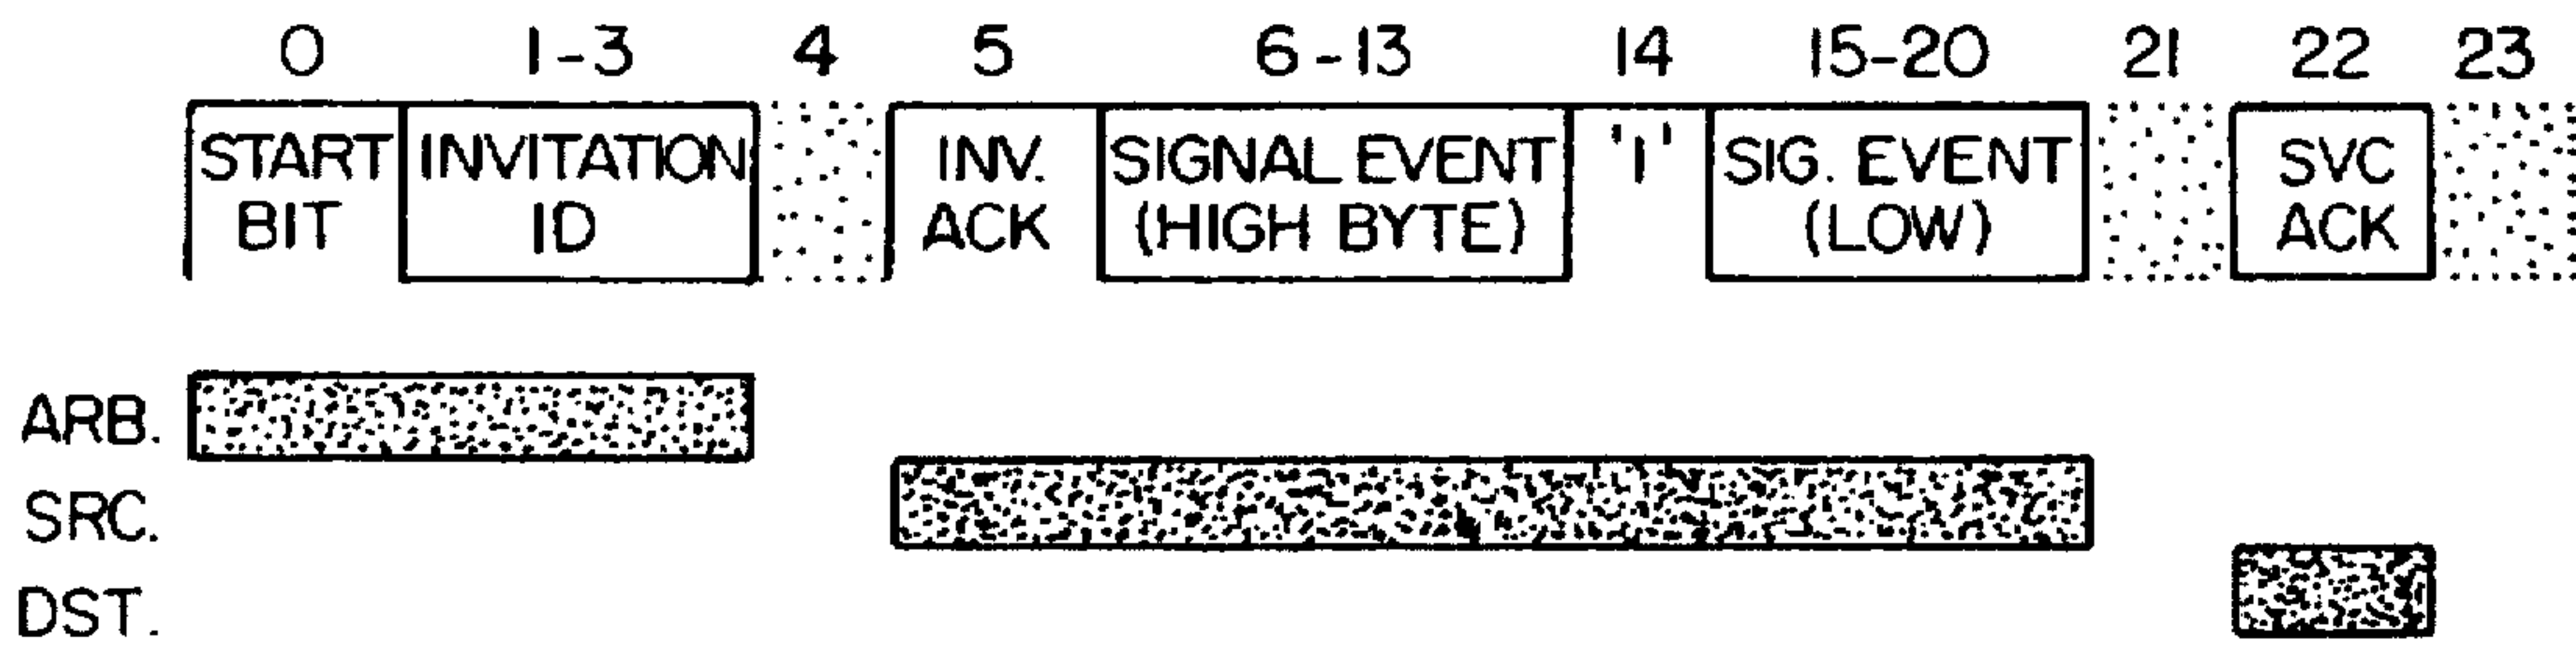 0 1-3 4 5 6-13 14 15-20 21 22 23
START INVITATION INV. SIGNAL EVENT '1' SIG. EVENT SVC
BIT ID ACK (HIGH BYTE) (LOW) ACK
ARB.
SRC.
DST.